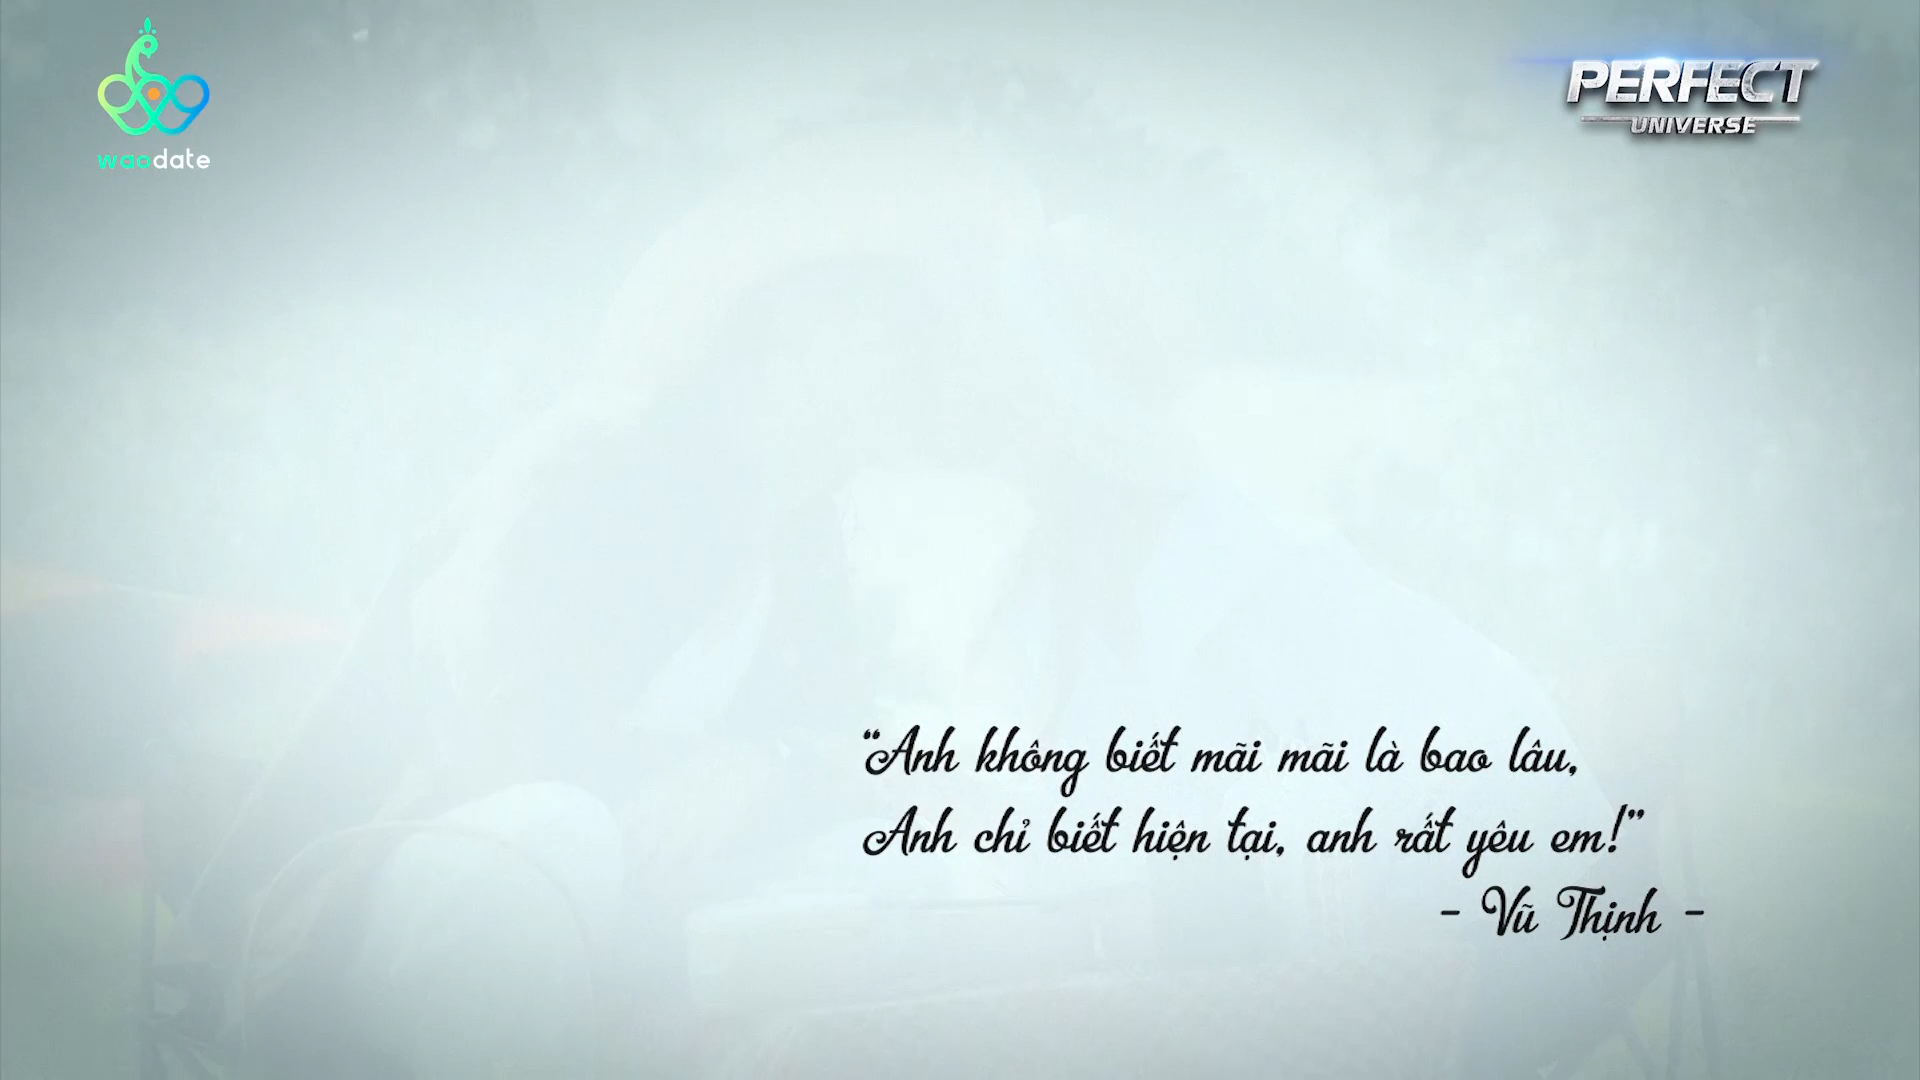 waodate
PERFECT
UNIVERSE
“Anh không biết mãi mãi là bao lâu,
Anh chỉ biết hiện tại, anh rất yêu em!”
- Vũ Thịnh -